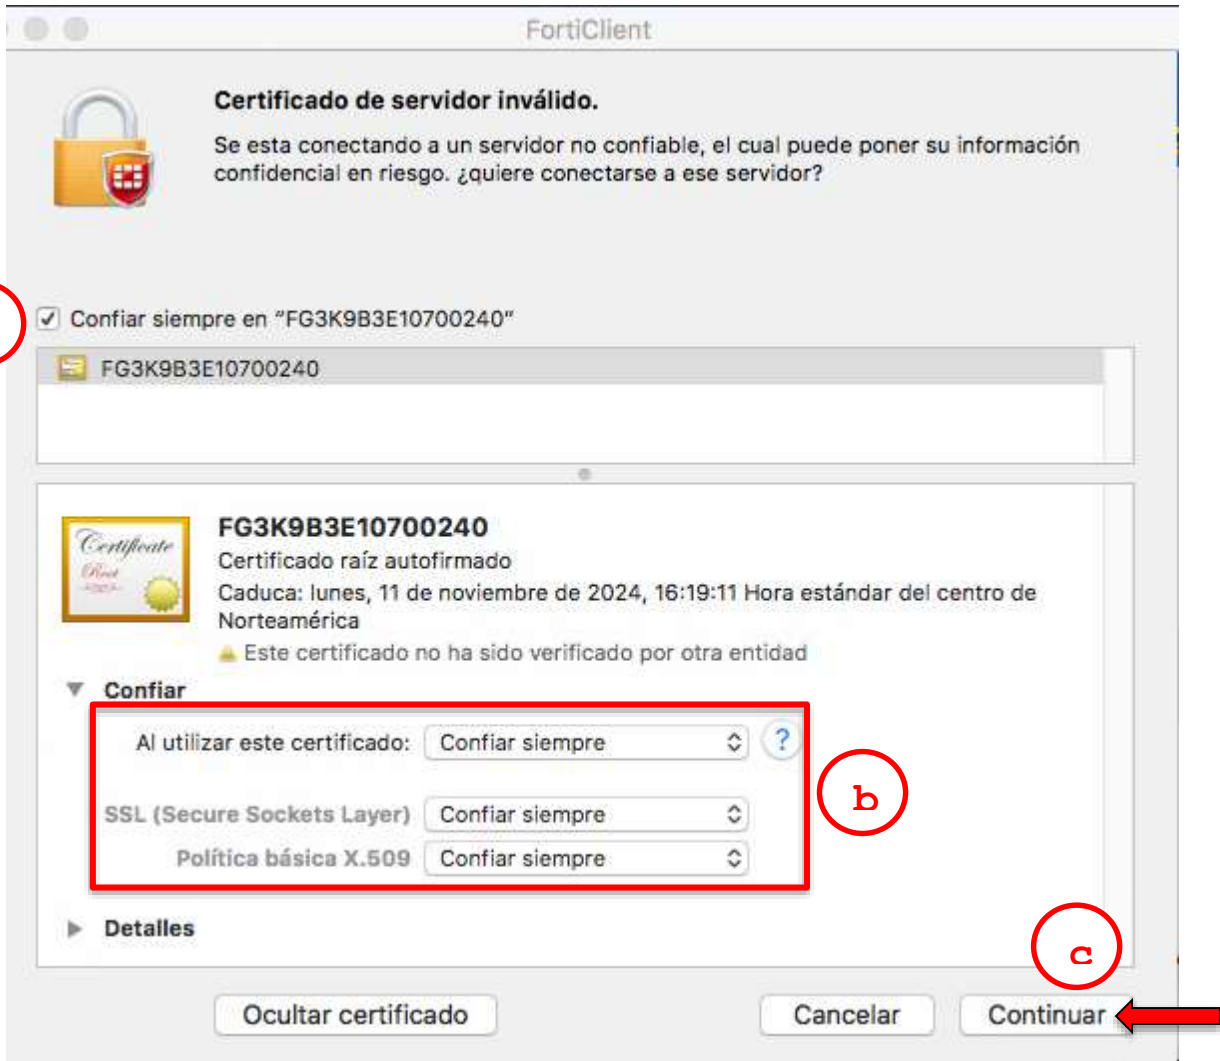 FortiClient
Certificado de servidor inválido.
Se esta conectando a un servidor no confiable, el cual puede poner su información
confidencial en riesgo. ¿quiere conectarse a ese servidor?
Confiar siempre en "FG3K9B3E10700240"
FG3K9B3E10700240
Certificate
Root
FG3K9B3E10700240
Certificado raíz autofirmado
Caduca: lunes, 11 de noviembre de 2024, 16:19:11 Hora estándar del centro de
Norteamérica
Este certificado no ha sido verificado por otra entidad
Confiar
Al utilizar este certificado: Confiar siempre ?
b
SSL (Secure Sockets Layer) Confiar siempre
Política básica X.509 Confiar siempre
Detalles
c
Ocultar certificado Cancelar Continuar